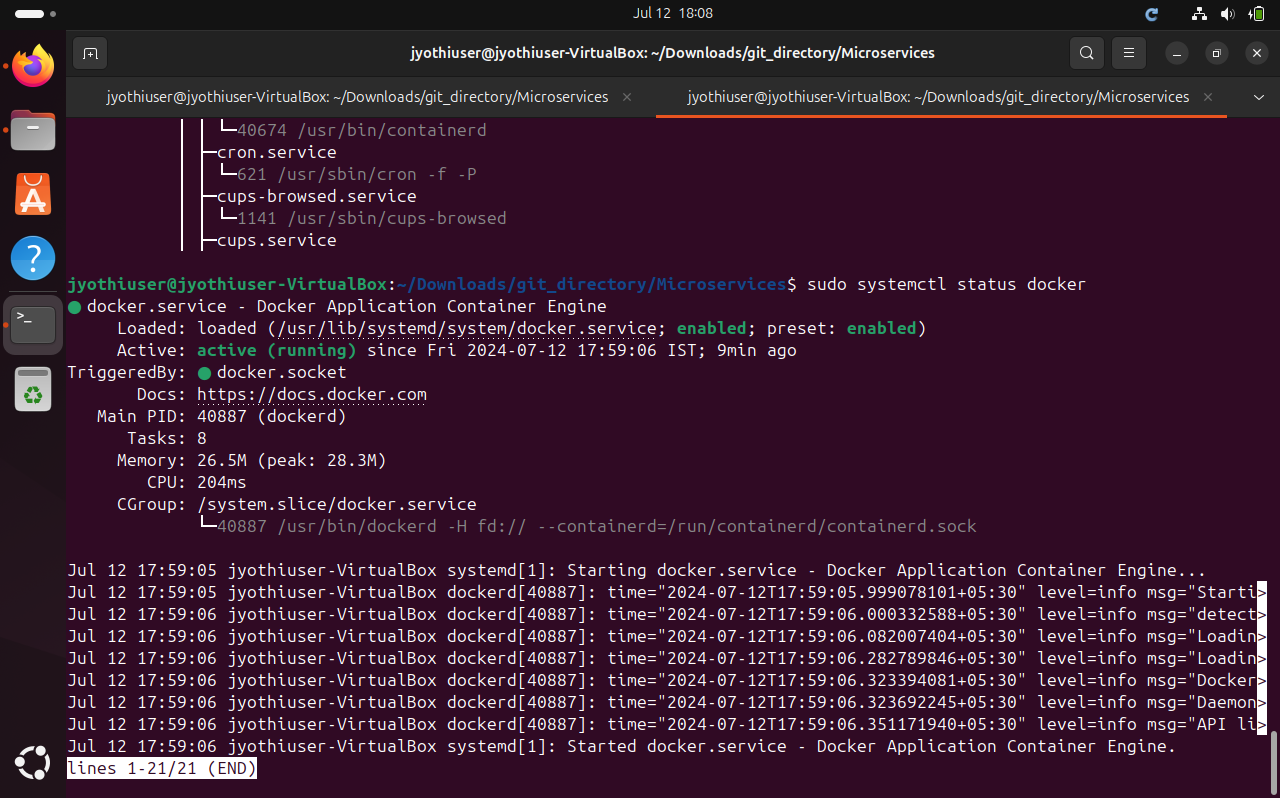 Jul 12 18:08
jyothiuser@jyothiuser-VirtualBox: ~/Downloads/git_directory/Microservices
jyothiuser@jyothiuser-VirtualBox: ~/Downloads/git_directory/Microservices × jyothiuser@jyothiuser-VirtualBox: ~/Downloads/git_directory/Microservices ×
└─40674 /usr/bin/containerd
├─cron.service
└─621 /usr/sbin/cron -f -P
├─cups-browsed.service
└─1141 /usr/sbin/cups-browsed
├─cups.service
jyothiuser@jyothiuser-VirtualBox:~/Downloads/git_directory/Microservices$ sudo systemctl status docker
● docker.service - Docker Application Container Engine
Loaded: loaded (/usr/lib/systemd/system/docker.service; enabled; preset: enabled)
Active: active (running) since Fri 2024-07-12 17:59:06 IST; 9min ago
TriggeredBy: ● docker.socket
Docs: https://docs.docker.com
Main PID: 40887 (dockerd)
Tasks: 8
Memory: 26.5M (peak: 28.3M)
CPU: 204ms
CGroup: /system.slice/docker.service
└─40887 /usr/bin/dockerd -H fd:// --containerd=/run/containerd/containerd.sock
Jul 12 17:59:05 jyothiuser-VirtualBox systemd[1]: Starting docker.service - Docker Application Container Engine...
Jul 12 17:59:05 jyothiuser-VirtualBox dockerd[40887]: time="2024-07-12T17:59:05.999078101+05:30" level=info msg="Starti>
Jul 12 17:59:06 jyothiuser-VirtualBox dockerd[40887]: time="2024-07-12T17:59:06.000332588+05:30" level=info msg="detect>
Jul 12 17:59:06 jyothiuser-VirtualBox dockerd[40887]: time="2024-07-12T17:59:06.082007404+05:30" level=info msg="Loadin>
Jul 12 17:59:06 jyothiuser-VirtualBox dockerd[40887]: time="2024-07-12T17:59:06.282789846+05:30" level=info msg="Loadin>
Jul 12 17:59:06 jyothiuser-VirtualBox dockerd[40887]: time="2024-07-12T17:59:06.323394081+05:30" level=info msg="Docker>
Jul 12 17:59:06 jyothiuser-VirtualBox dockerd[40887]: time="2024-07-12T17:59:06.323692245+05:30" level=info msg="Daemon>
Jul 12 17:59:06 jyothiuser-VirtualBox dockerd[40887]: time="2024-07-12T17:59:06.351171940+05:30" level=info msg="API li>
Jul 12 17:59:06 jyothiuser-VirtualBox systemd[1]: Started docker.service - Docker Application Container Engine.
lines 1-21/21 (END)